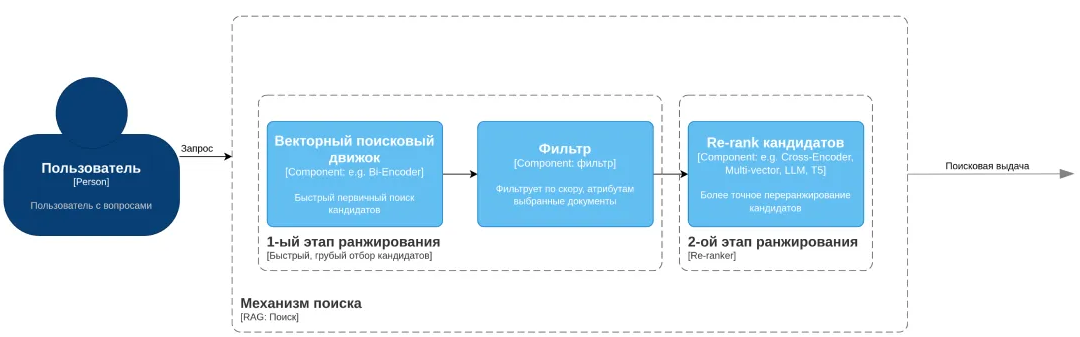 Пользователь
[Person]
Пользователь с вопросами
Запрос
Векторный поисковый
движок
[Component: e.g. Bi-Encoder]
Быстрый первичный поиск
кандидатов
Фильтр
[Component: фильтр]
Фильтрует по скору, атрибутам
выбранные документы
1-ый этап ранжирования
[Быстрый, грубый отбор кандидатов]
Re-rank кандидатов
[Component: e.g. Cross-Encoder,
Multi-vector, LLM, T5]
Более точное переранжирование
кандидатов
2-ой этап ранжирования
[Re-ranker]
Механизм поиска
[RAG: Поиск]
Поисковая выдача